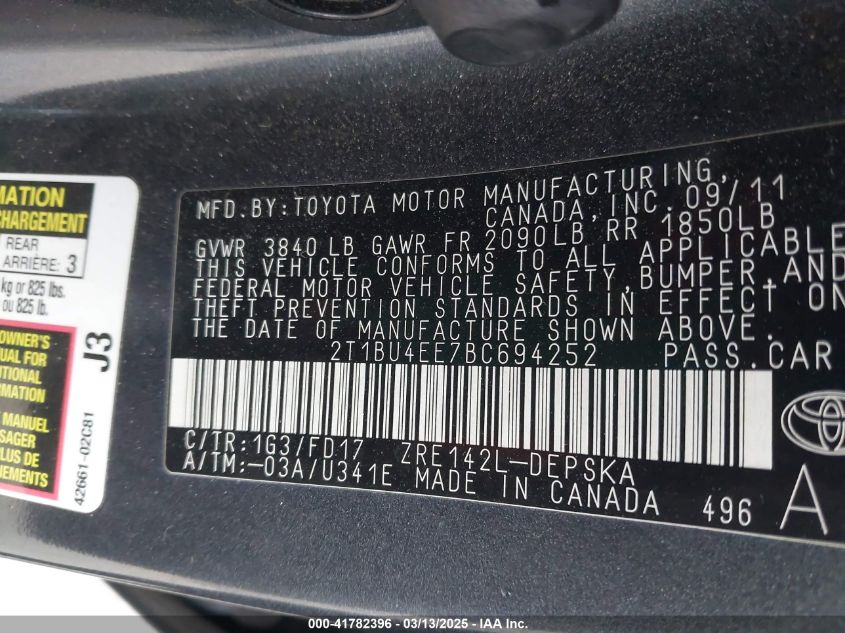 MATION
CHARGEMENT
REAR
ARRIÈRE: 3
kg or 825 lbs.
ou 825 lb.
OWNER'S
AL FOR
ITIONAL
ORMATION
MANUEL
SAGER
LUS DE
EIGNEMENTS.
J3
42661-02C81
MFD.BY:TOYOTA MOTOR MANUFACTURING,
CANADA,INC. 09/11
GVWR 3840 LB GAWR FR 2090LB RR 1850LB
THIS VEHICLE CONFORMS TO ALL APPLICABLE
FEDERAL MOTOR VEHICLE SAFETY,BUMPER,AND
THEFT PREVENTION STANDARDS IN EFFECT ON
THE DATE OF MANUFACTURE SHOWN ABOVE.
2T1BU4EE7BC694252 PASS.CAR
C/TR:1G3/FD17 ZRE142L-DEPSKA
A/TM:-03A/U341E MADE IN CANADA 496 A
000-41782396 - 03/13/2025 - IAA Inc.